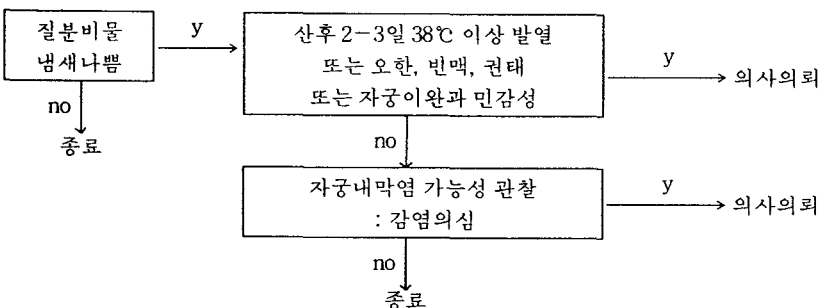 질분비물
냄새나쁨
y
산후 2-3일 38℃ 이상 발열
또는 오한, 빈맥, 권태
또는 자궁이완과 민감성
y
의사의뢰
no
종료
no
자궁내막염 가능성 관찰
: 감염의심
y
의사의뢰
no
종료